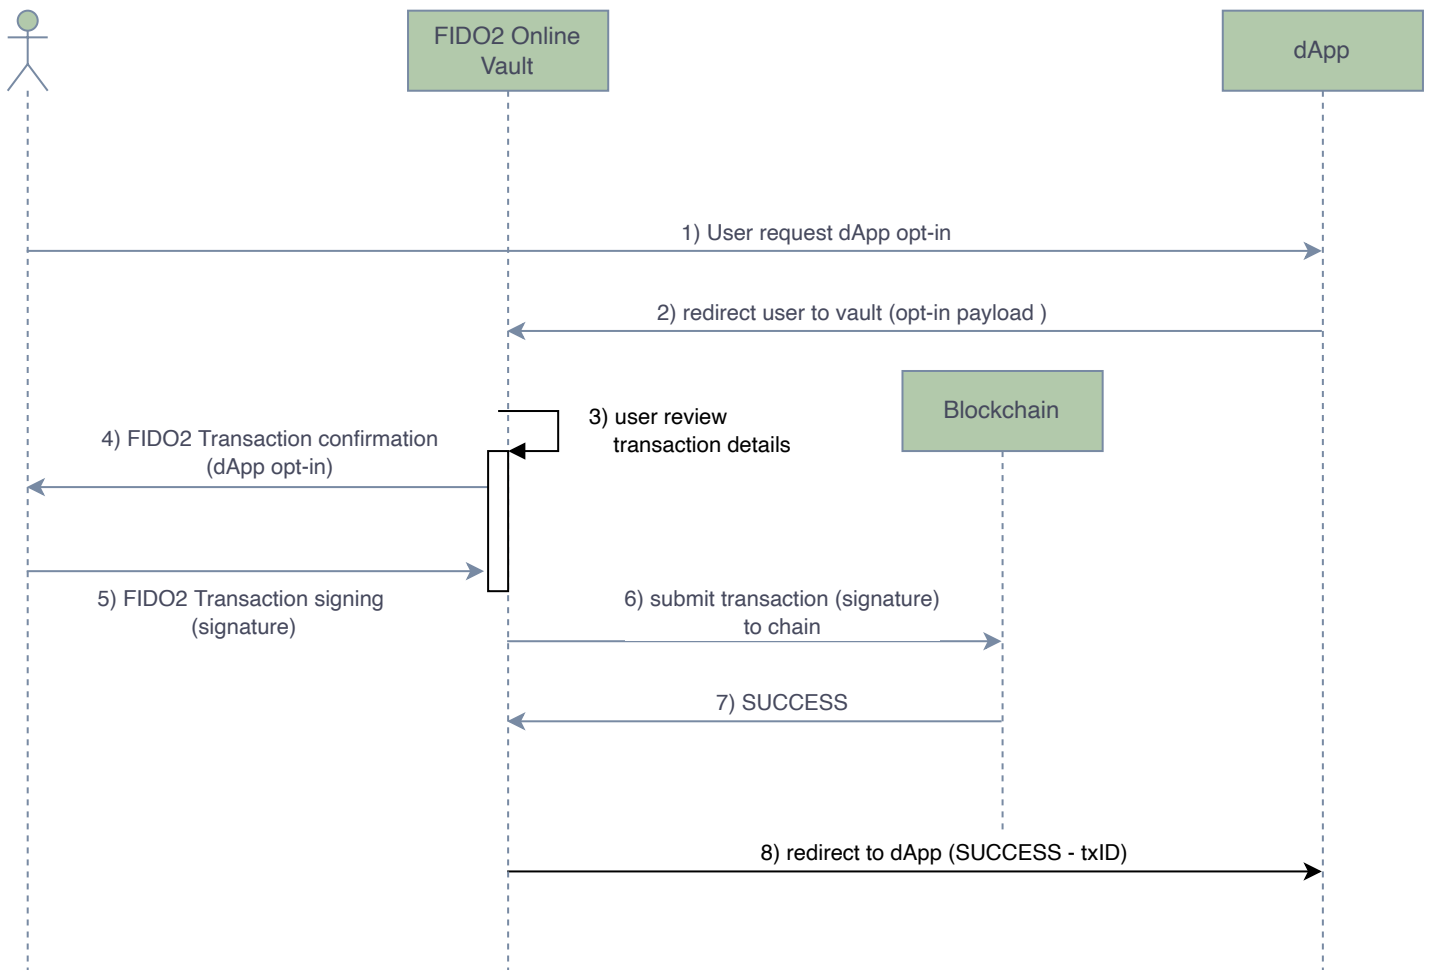 FIDO2 Online
Vault
dApp
1) User request dApp opt-in
2) redirect user to vault (opt-in payload )
Blockchain
3) user review
transaction details
4) FIDO2 Transaction confirmation
(dApp opt-in)
5) FIDO2 Transaction signing
(signature)
6) submit transaction (signature)
to chain
7) SUCCESS
8) redirect to dApp (SUCCESS - txID)